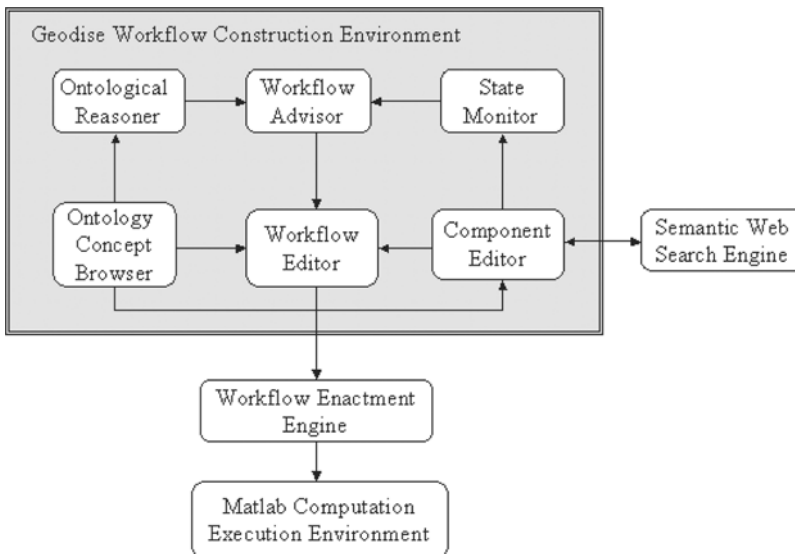 Geodise Workflow Construction Environment
Ontological
Reasoner
Workflow
Advisor
State
Monitor
Ontology
Concept
Browser
Workflow
Editor
Component
Editor
Semantic Web
Search Engine
Workflow Enactment
Engine
Matlab Computation
Execution Environment